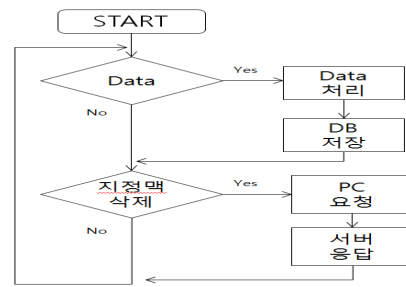 START
Data
Yes
Data
처리
No
DB
저장
지정맥
삭제
Yes
PC
요청
No
서버
응답